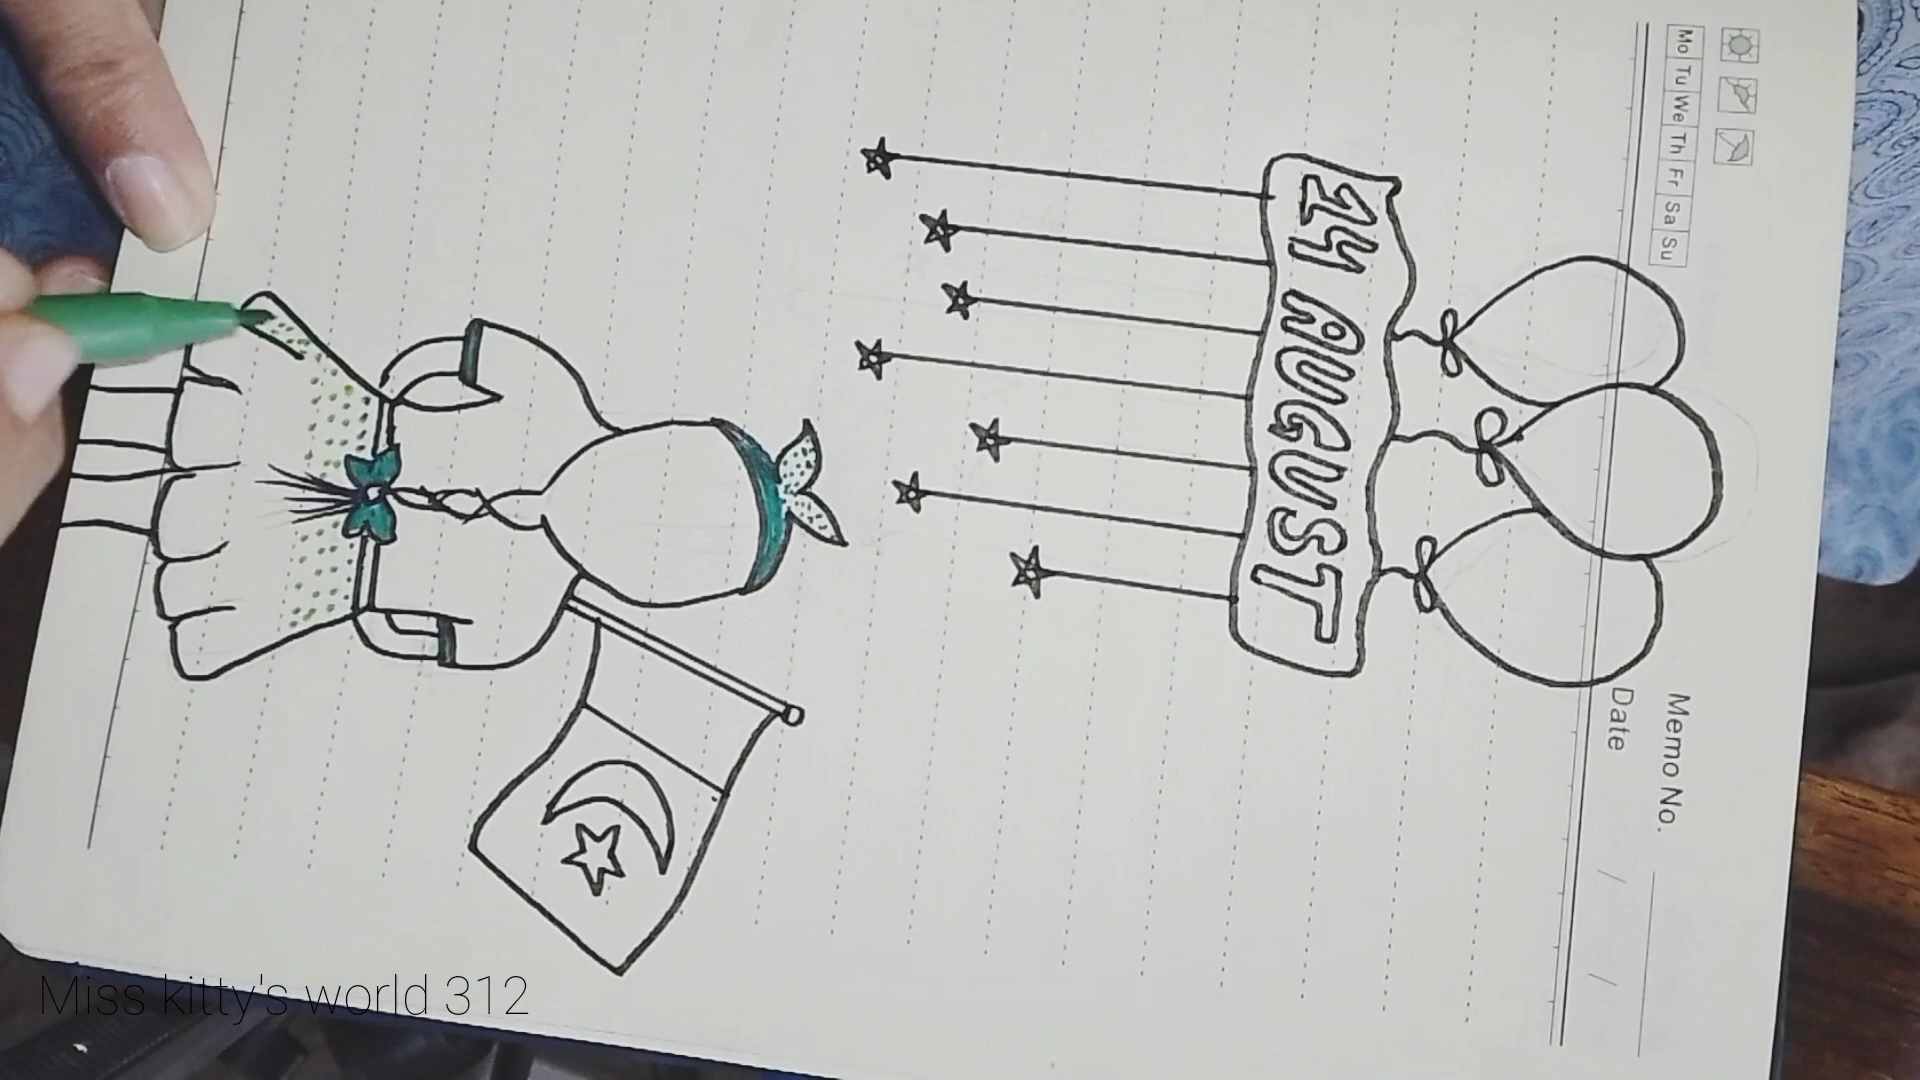 Mo Tu We Th Fr Sa Su
Memo No.
Date / /
14 AUGUST
Miss kitty's world 312